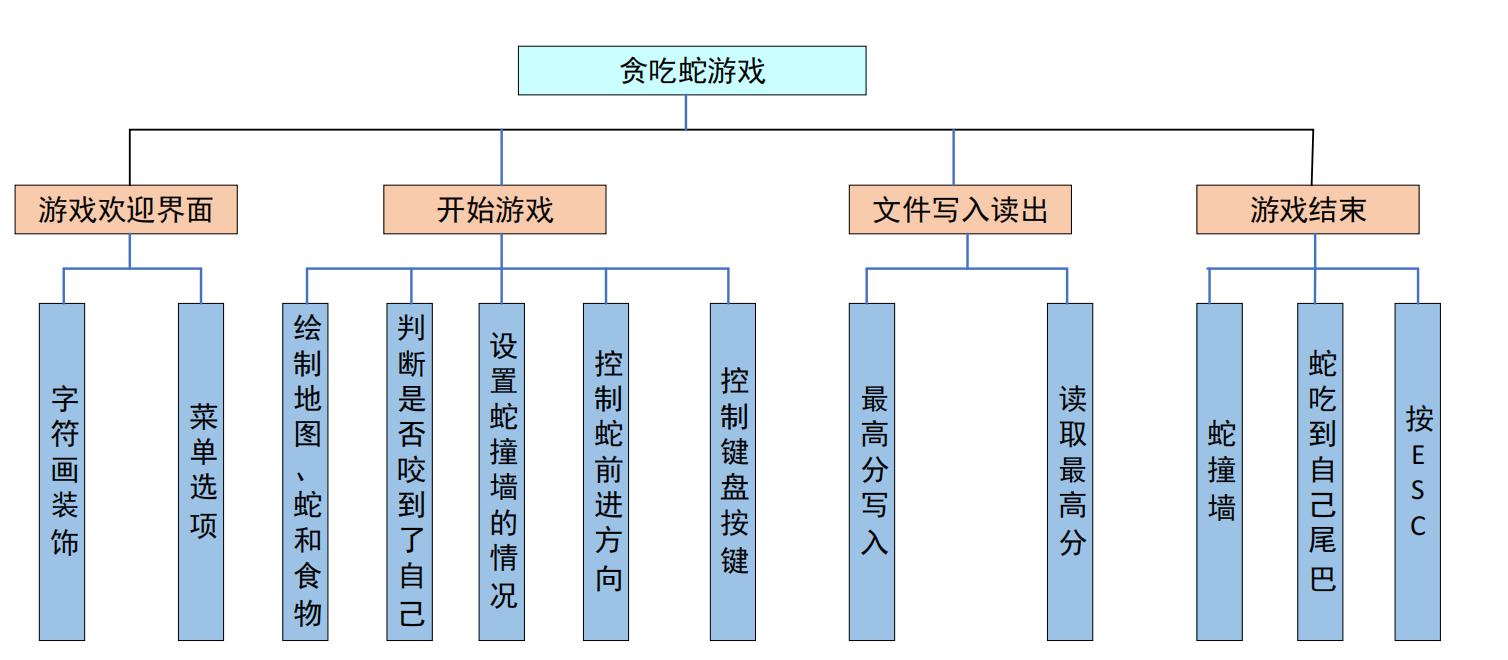 贪吃蛇游戏
游戏欢迎界面
开始游戏
文件写入读出
游戏结束
字符画装饰
菜单选项
绘制地图、蛇和食物
判断是否咬到了自己
设置蛇撞墙的情况
控制蛇前进方向
控制键盘按键
最高分写入
读取最高分
蛇撞墙
蛇吃到自己尾巴
按ESC